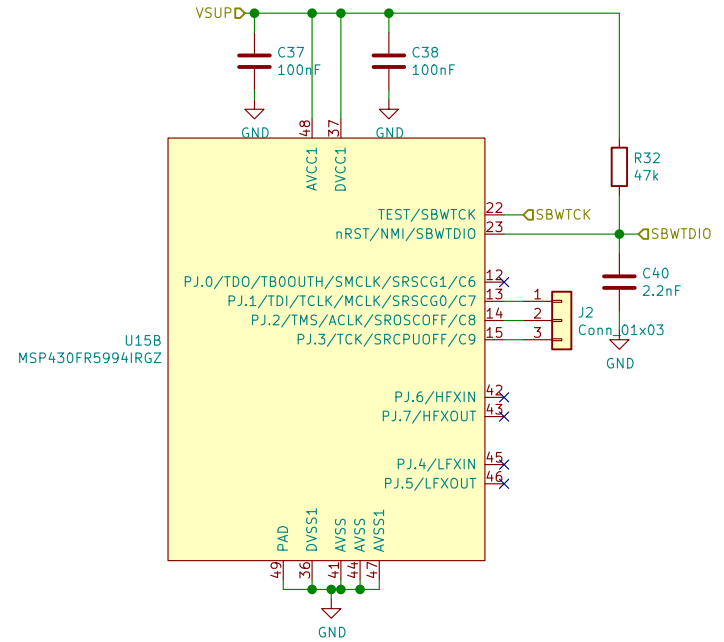 VSUP
C37
100nF
C38
100nF
GND
GND
48
37
AVCC1
DVCC1
R32
47k
TEST/SBWTCK
22
SBWTCK
nRST/NMI/SBWTDIO
23
SBWTDIO
PJ.0/TDO/TB0OUTH/SMCLK/SRSCG1/C6
12
PJ.1/TDI/TCLK/MCLK/SRSCG0/C7
13
1
PJ.2/TMS/ACLK/SROSCOFF/C8
14
2
PJ.3/TCK/SRCPUOFF/C9
15
3
J2
Conn_01x03
C40
2.2nF
GND
U15B
MSP430FR5994IRGZ
PJ.6/HFXIN
42
PJ.7/HFXOUT
43
PJ.4/LFXIN
45
PJ.5/LFXOUT
46
PAD
DVSS1
AVSS
AVSS
AVSS1
49
36
41
44
47
GND